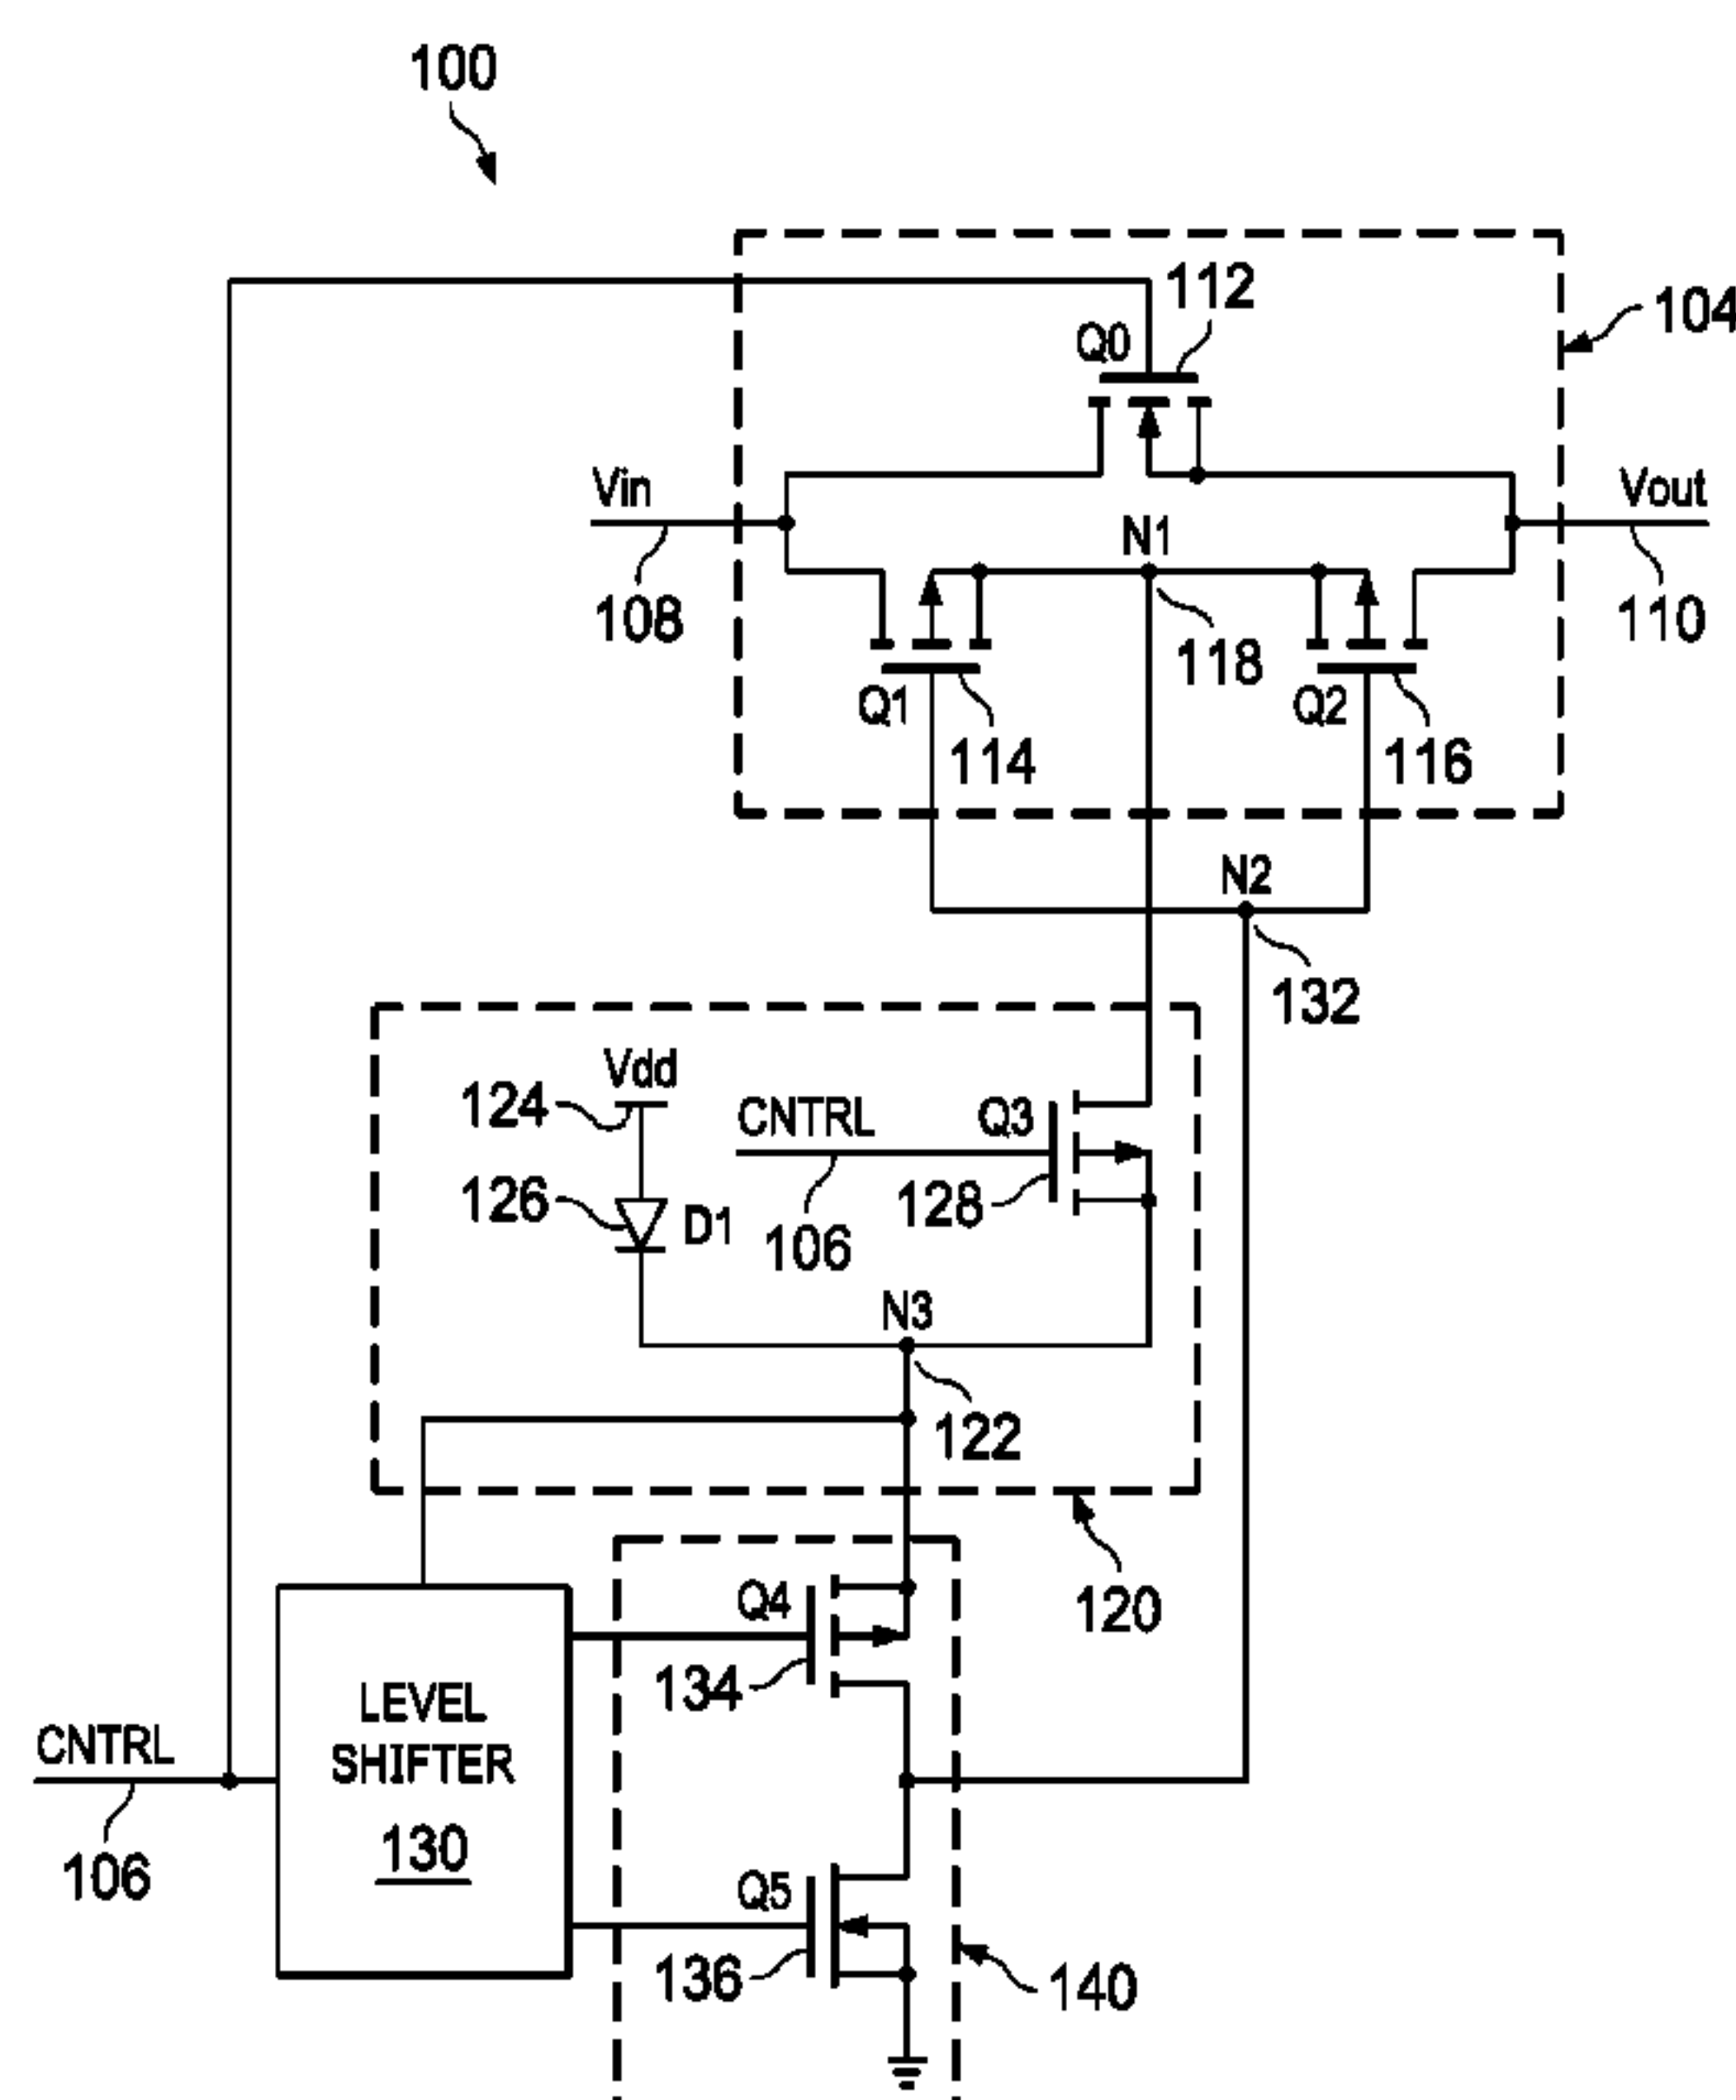 100
112
104
Q0
Vin
Vout
N1
108
110
118
Q1
Q2
114
116
N2
132
Vdd
124
CNTRL
Q3
126
D1
128
106
N3
122
Q4
120
134
LEVEL
SHIFTER
CNTRL
130
106
Q5
136
140